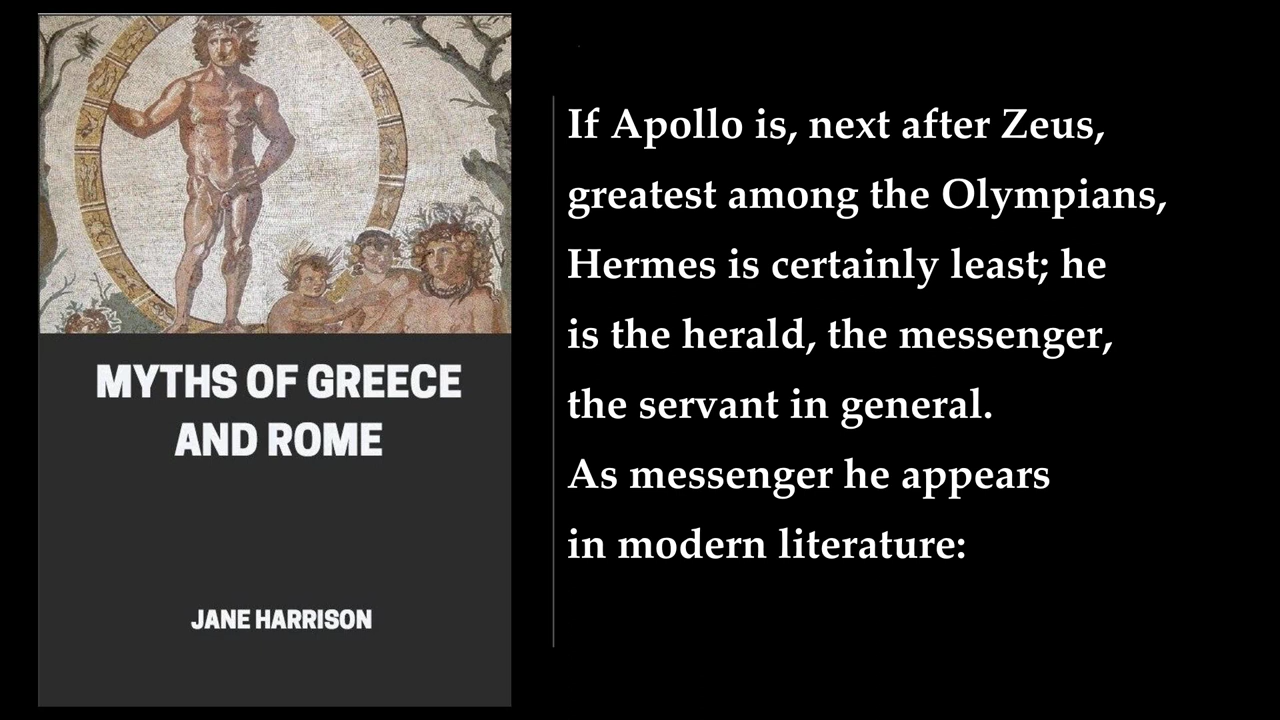 MYTHS OF GREECE
AND ROME
JANE HARRISON
If Apollo is, next after Zeus,
greatest among the Olympians,
Hermes is certainly least; he
is the herald, the messenger,
the servant in general.
As messenger he appears
in modern literature: